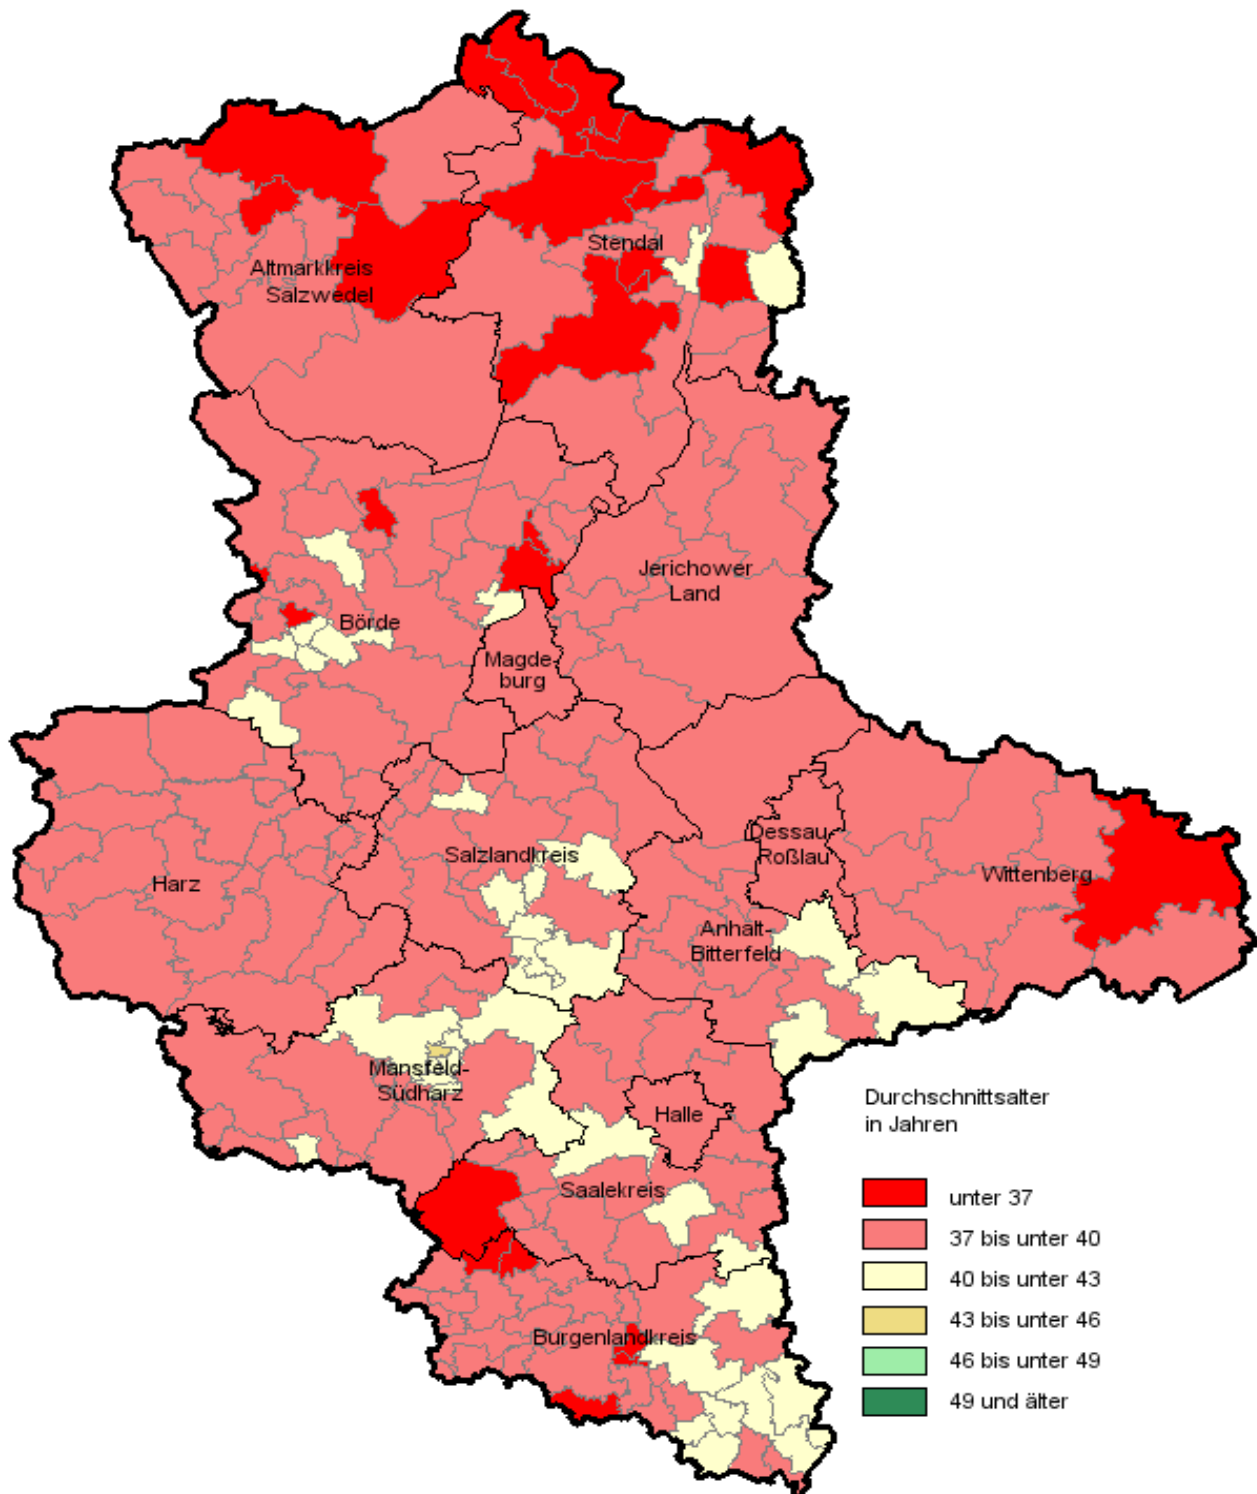 Stendal
Altmarkkreis
Salzwedel
Jerichower
Land
Börde
Magde-
burg
Dessau-
Roßlau
Salzlandkreis
Harz
Wittenberg
Anhalt-
Bitterfeld
Mansfeld-
Südharz
Halle
Saalekreis
Burgenlandkreis
Durchschnittsalter
in Jahren
unter 37
37 bis unter 40
40 bis unter 43
43 bis unter 46
46 bis unter 49
49 und älter